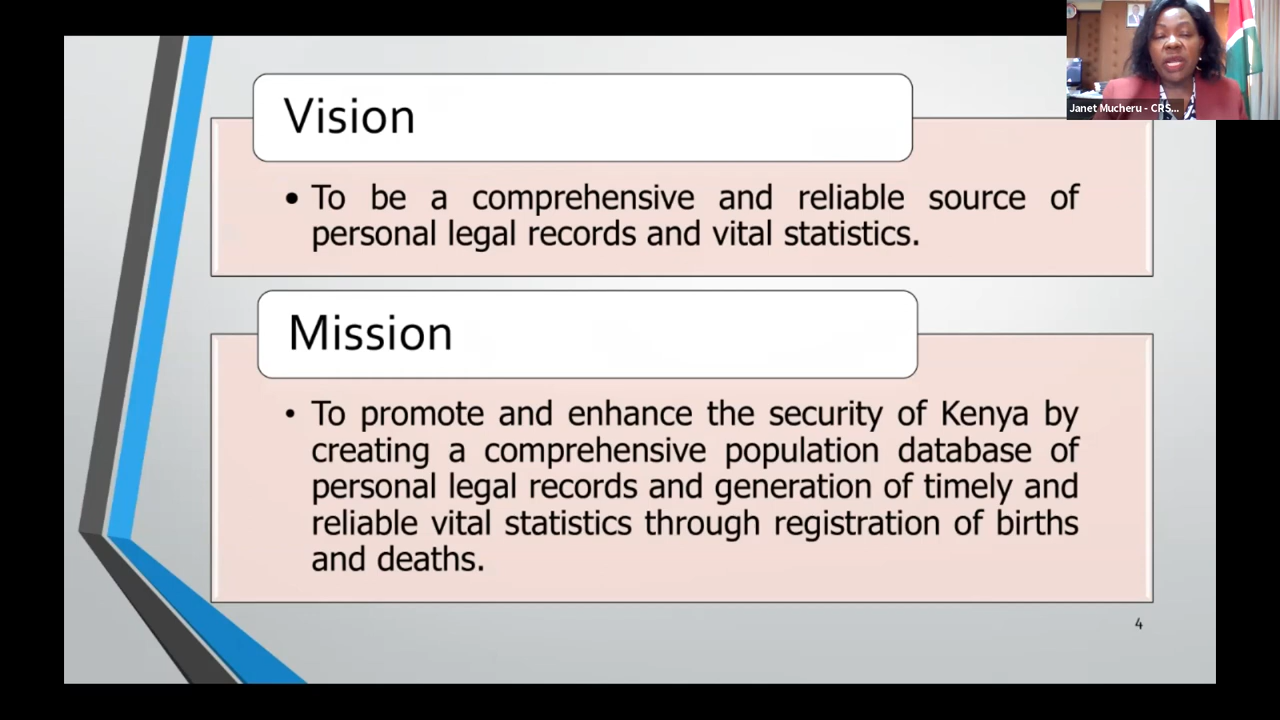 Janet Mucheru - CRS...
Vision
• To be a comprehensive and reliable source of
personal legal records and vital statistics.
Mission
• To promote and enhance the security of Kenya by
creating a comprehensive population database of
personal legal records and generation of timely and
reliable vital statistics through registration of births
and deaths.
4